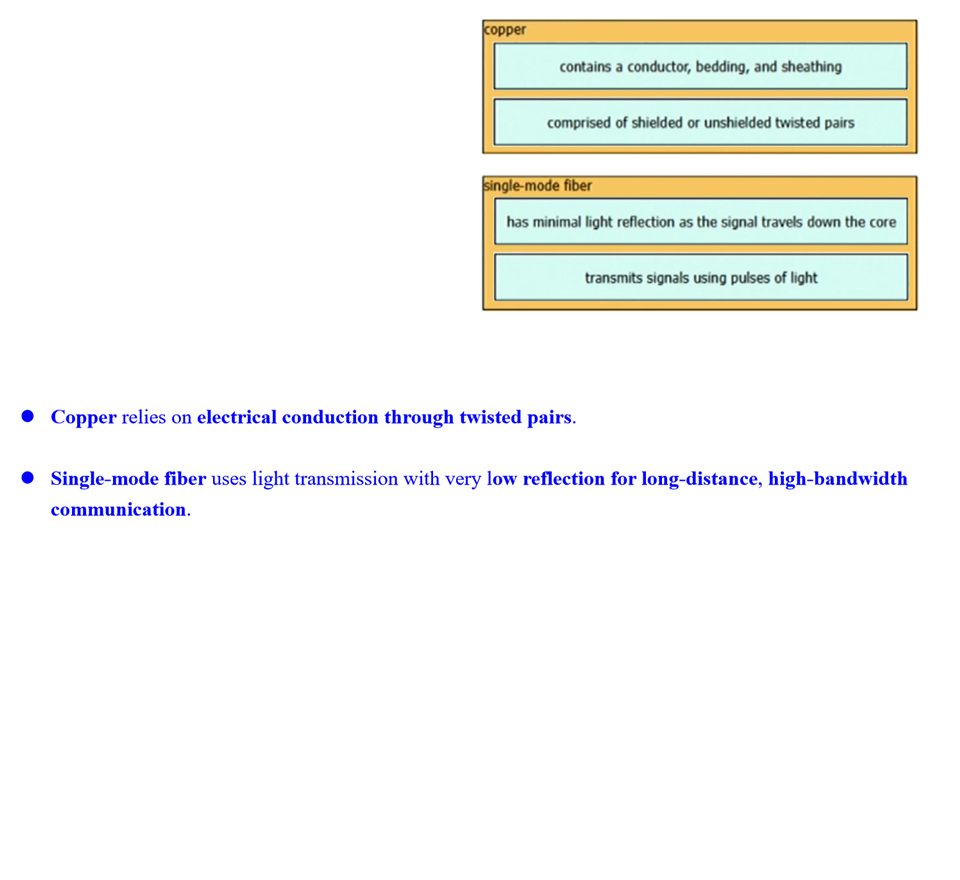 copper
contains a conductor, bedding, and sheathing
comprised of shielded or unshielded twisted pairs
single-mode fiber
has minimal light reflection as the signal travels down the core
transmits signals using pulses of light
● Copper relies on electrical conduction through twisted pairs.
● Single-mode fiber uses light transmission with very low reflection for long-distance, high-bandwidth
communication.